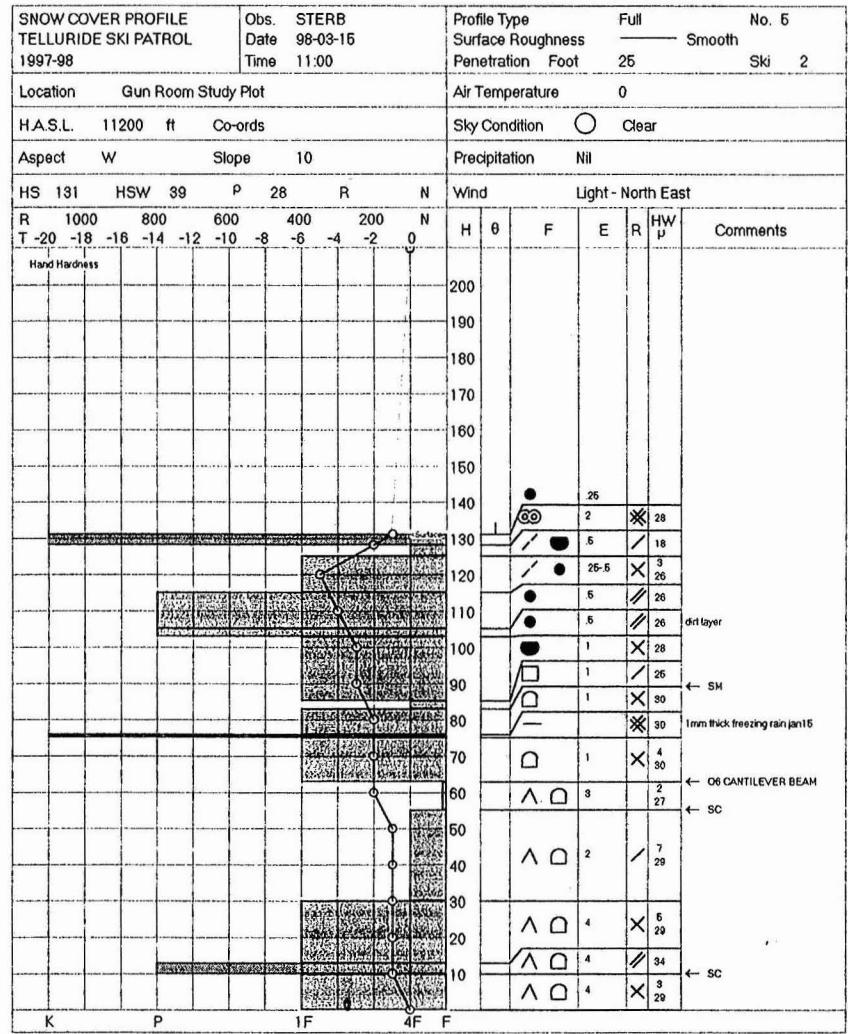 SNOW COVER PROFILE Obs. STERB Profile Type Full No. 5
TELLURIDE SKI PATROL Date 98-03-15 Surface Roughness Smooth
1997-98 Time 11:00 Penetration Foot 25 Ski 2
Location Gun Room Study Plot Air Temperature 0
H.A.S.L. 11200 ft Co-ords Sky Condition Clear
Aspect W Slope 10 Precipitation Nil
HS 131 HSW 39 ρ 28 R N Wind Light - North East
R 1000 800 600 400 200 N H θ F E R HW ρ Comments
T -20 -18 -16 -14 -12 -10 -8 -6 -4 -2 0
Hand Hardness
200
190
180
170
160
150
.25
140
2 28
Surface
130 .5 18
120 .25-.5 3 26
.5 26
110 .5 26 dirt layer
100 1 28
1 25
90 ← SM
1 30
80 30 1mm thick freezing rain jan15
70 1 4 30
← 06 CANTILEVER BEAM
60 3 2 27
← SC
50
40 2 7 29
30
4 5 29
20
4 34
10 ← SC
4 3 29
K P 1F 4F F